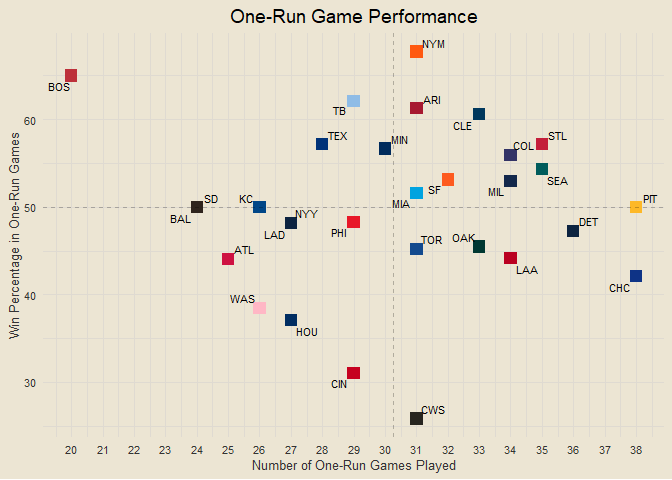 One-Run Game Performance
NYM
BOS
TB
ARI
CLE
TEX
MIN
COL
STL
SEA
SF
MIL
MIA
SD
KC
PIT
BAL
NYY
LAD
PHI
DET
TOR
OAK
ATL
LAA
CHC
WAS
HOU
CIN
CWS
60
50
40
30
Win Percentage in One-Run Games
20 21 22 23 24 25 26 27 28 29 30 31 32 33 34 35 36 37 38
Number of One-Run Games Played